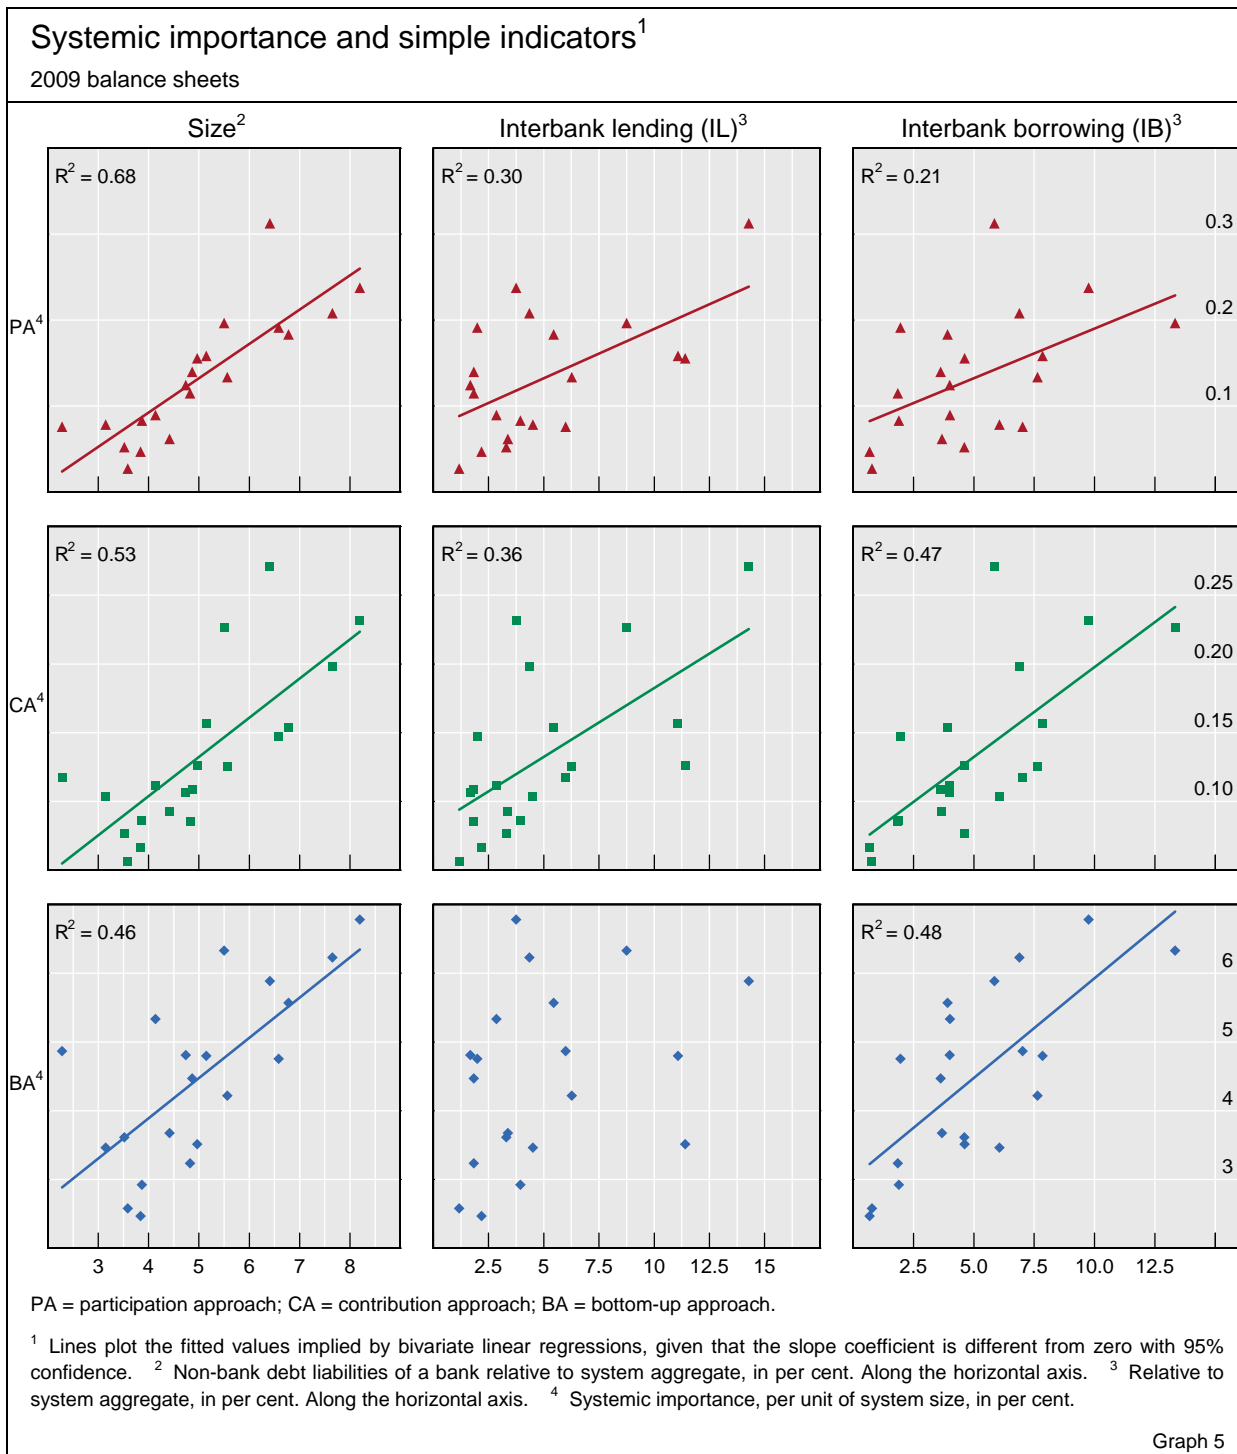 Systemic importance and simple indicators¹
2009 balance sheets
Size² Interbank lending (IL)³ Interbank borrowing (IB)³
R² = 0.68 R² = 0.30 R² = 0.21
0.3
PA⁴ 0.2
0.1
R² = 0.53 R² = 0.36 R² = 0.47
0.25
0.20
CA⁴ 0.15
0.10
R² = 0.46 R² = 0.48
6
5
BA⁴ 4
3
3 4 5 6 7 8 2.5 5 7.5 10 12.5 15 2.5 5.0 7.5 10.0 12.5
PA = participation approach; CA = contribution approach; BA = bottom-up approach.
¹ Lines plot the fitted values implied by bivariate linear regressions, given that the slope coefficient is different from zero with 95%
confidence. ² Non-bank debt liabilities of a bank relative to system aggregate, in per cent. Along the horizontal axis. ³ Relative to
system aggregate, in per cent. Along the horizontal axis. ⁴ Systemic importance, per unit of system size, in per cent.
Graph 5